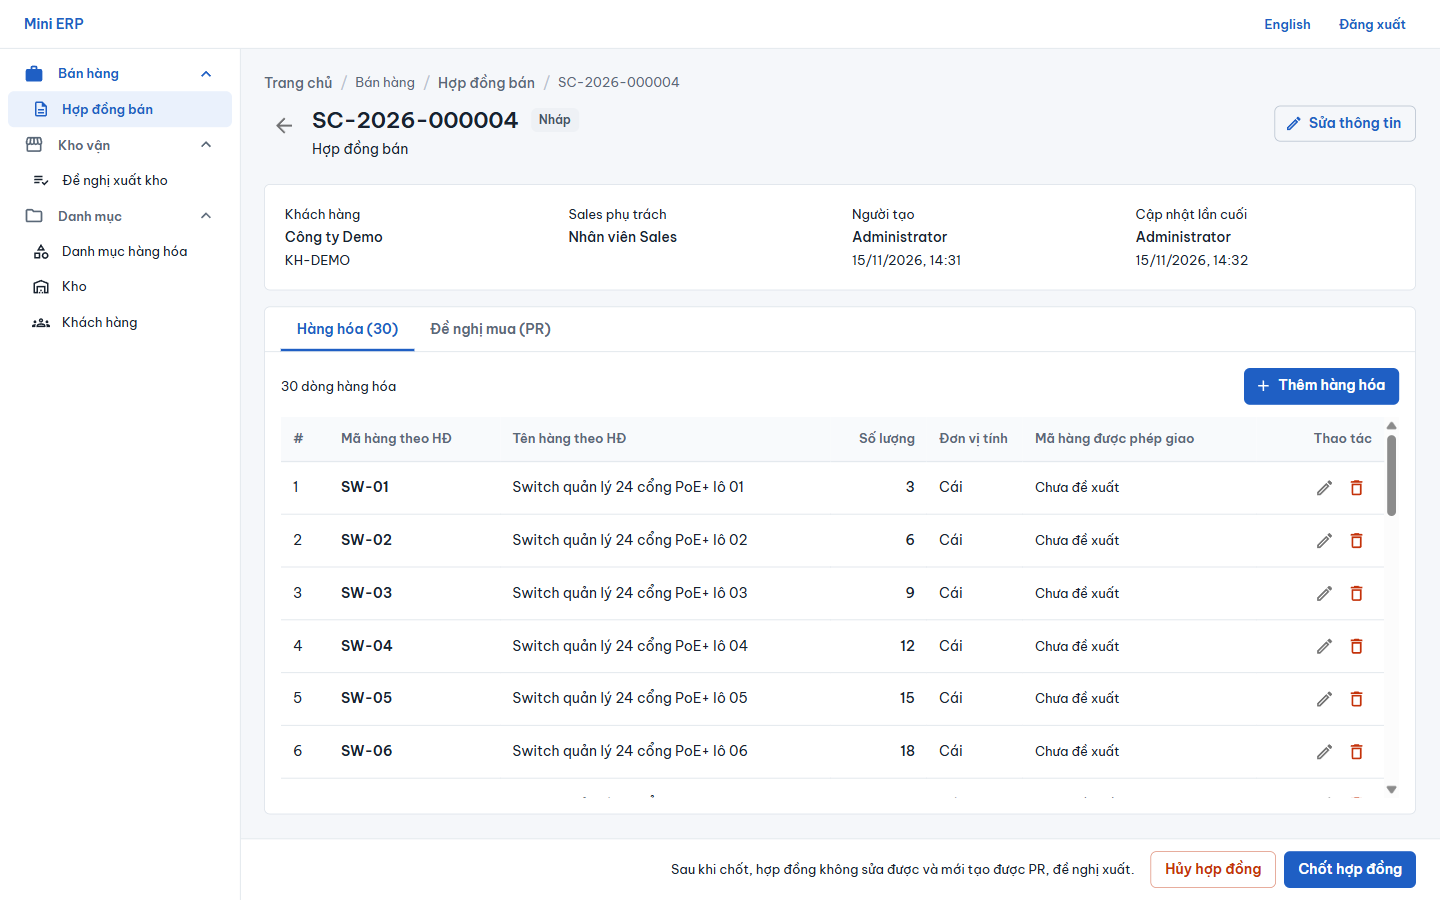 Mini ERP
English
Đăng xuất
Bán hàng
Hợp đồng bán
Kho vận
Đề nghị xuất kho
Danh mục
Danh mục hàng hóa
Kho
Khách hàng
Trang chủ / Bán hàng / Hợp đồng bán / SC-2026-000004
SC-2026-000004 Nháp
Hợp đồng bán
Sửa thông tin
Khách hàng
Công ty Demo
KH-DEMO
Sales phụ trách
Nhân viên Sales
Người tạo
Administrator
15/11/2026, 14:31
Cập nhật lần cuối
Administrator
15/11/2026, 14:32
Hàng hóa (30) Đề nghị mua (PR)
30 dòng hàng hóa
Thêm hàng hóa
# Mã hàng theo HĐ Tên hàng theo HĐ Số lượng Đơn vị tính Mã hàng được phép giao Thao tác
1 SW-01 Switch quản lý 24 cổng PoE+ lô 01 3 Cái Chưa đề xuất
2 SW-02 Switch quản lý 24 cổng PoE+ lô 02 6 Cái Chưa đề xuất
3 SW-03 Switch quản lý 24 cổng PoE+ lô 03 9 Cái Chưa đề xuất
4 SW-04 Switch quản lý 24 cổng PoE+ lô 04 12 Cái Chưa đề xuất
5 SW-05 Switch quản lý 24 cổng PoE+ lô 05 15 Cái Chưa đề xuất
6 SW-06 Switch quản lý 24 cổng PoE+ lô 06 18 Cái Chưa đề xuất
Sau khi chốt, hợp đồng không sửa được và mới tạo được PR, đề nghị xuất.
Hủy hợp đồng
Chốt hợp đồng